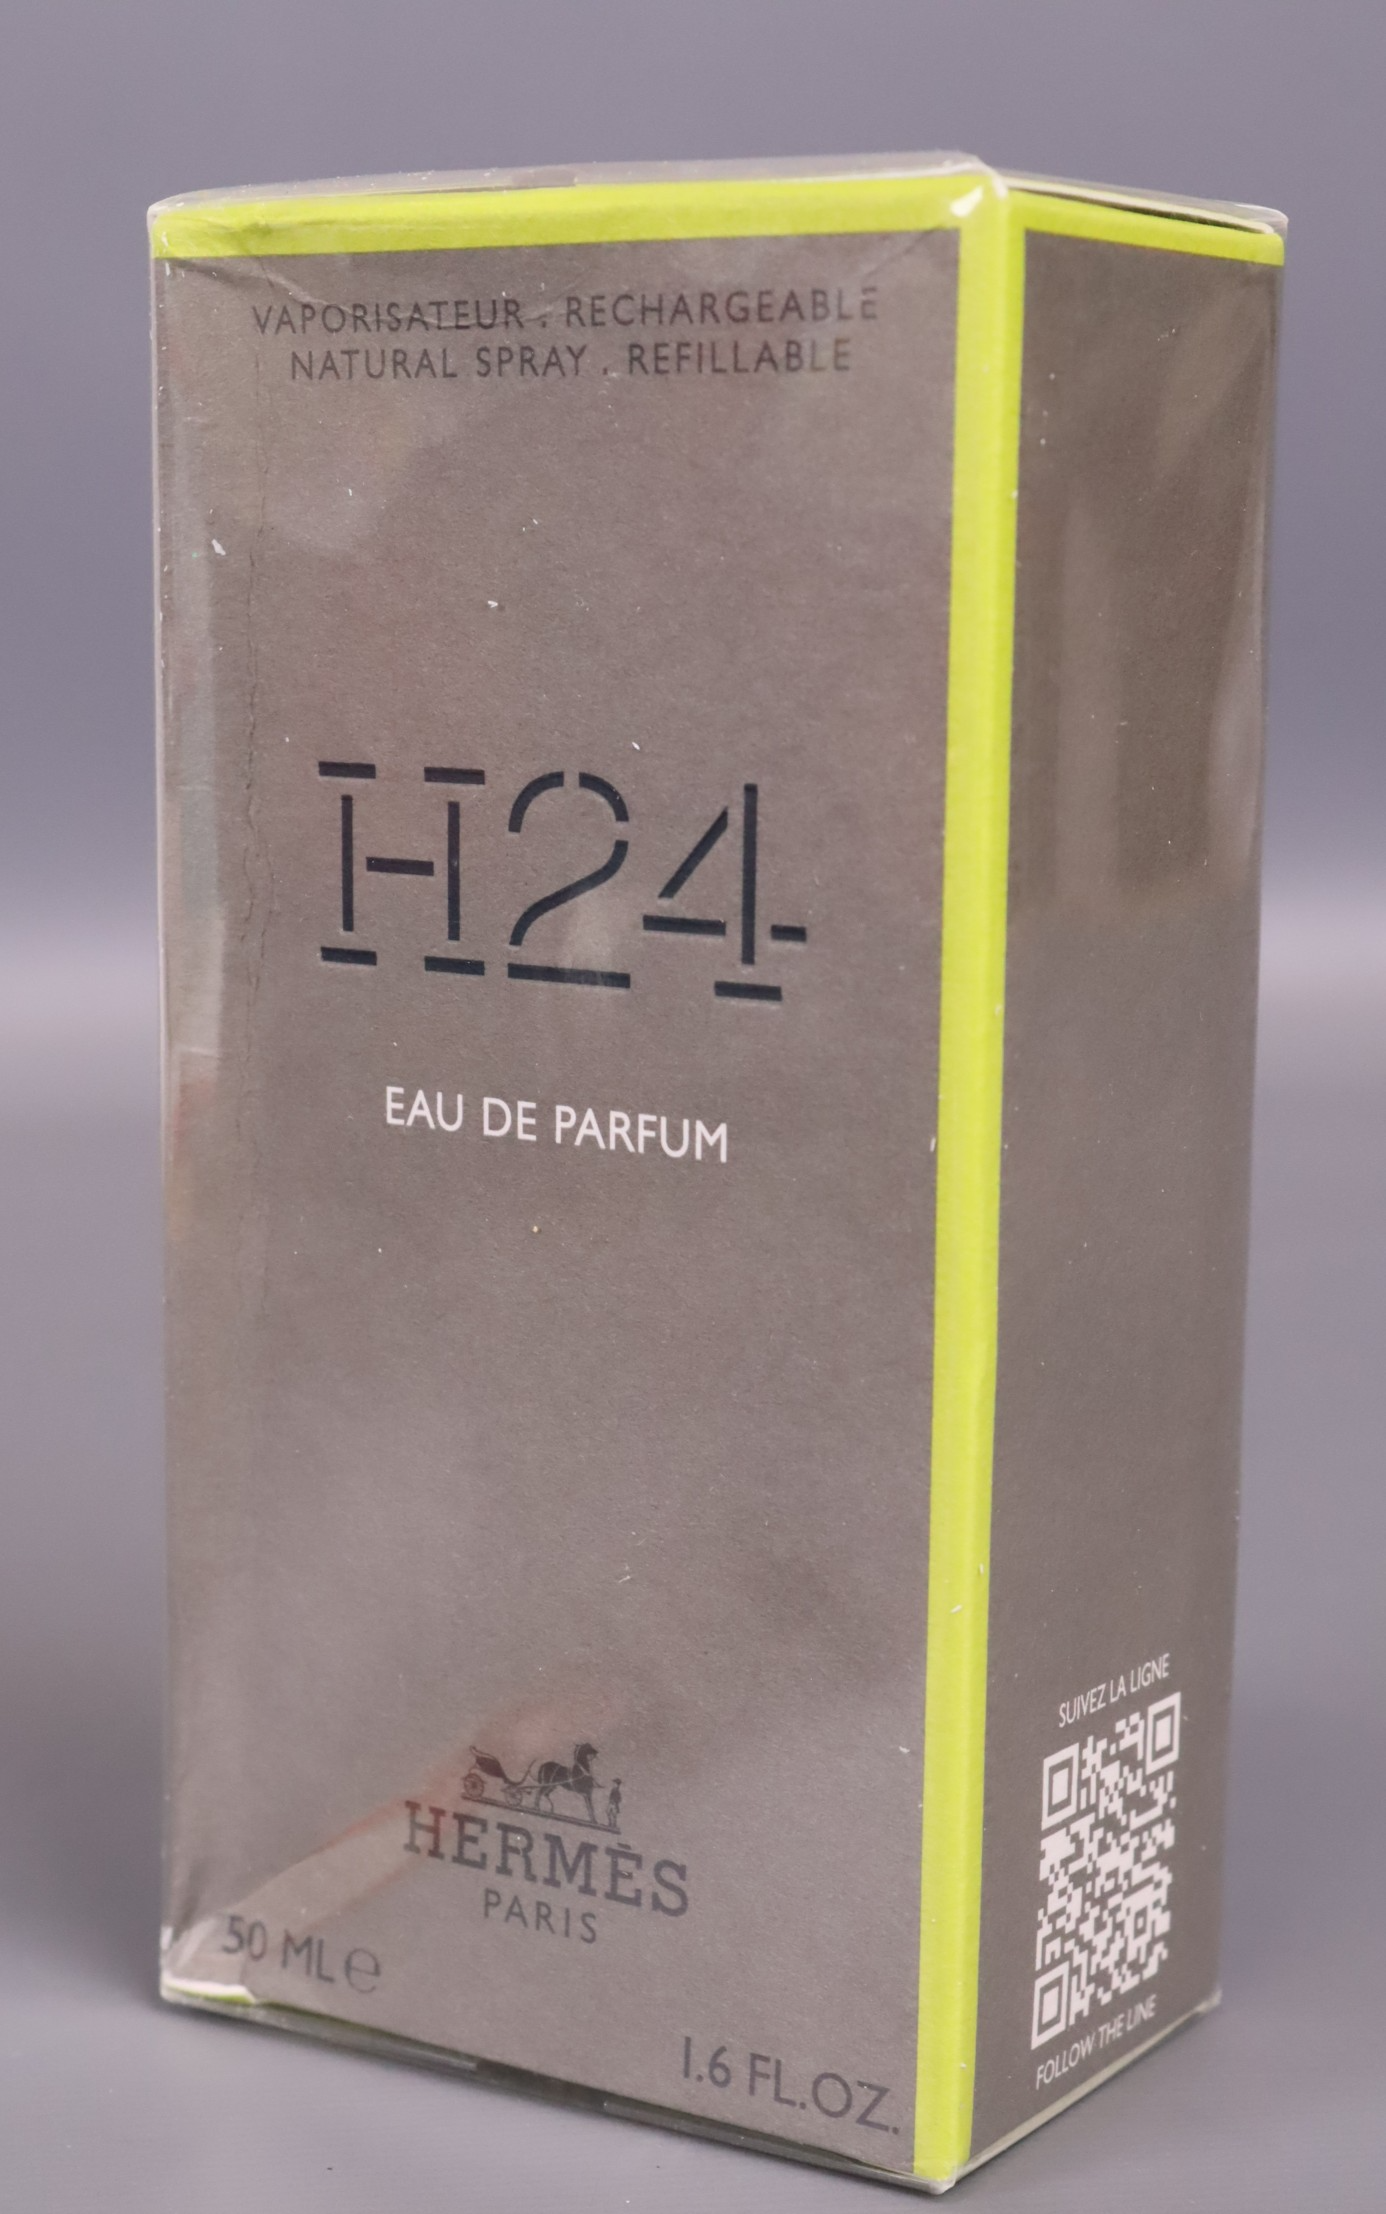 VAPORISATEUR . RECHARGEABLE
NATURAL SPRAY . REFILLABLE
H24
EAU DE PARFUM
HERMÈS
PARIS
50 ML ℮
1.6 FL.OZ.
SUIVEZ LA LIGNE
FOLLOW THE LINE